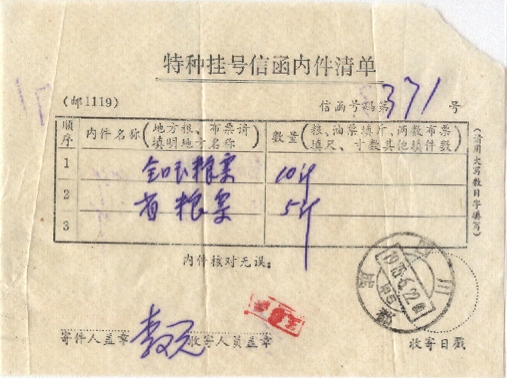 特种挂号信函内件清单
(邮1119) 信函号码第371号
顺序 内件名称(地方粮、布票请填明地方名称) 数量(粮、油票填斤、两数布票填尺、寸数其他填件数)
1 全国粮票 10斤
2 省粮票 5斤
3
(请用大写数目字填写)
内件核对无误:
寄件人盖章 收寄人员盖章 收寄日戳